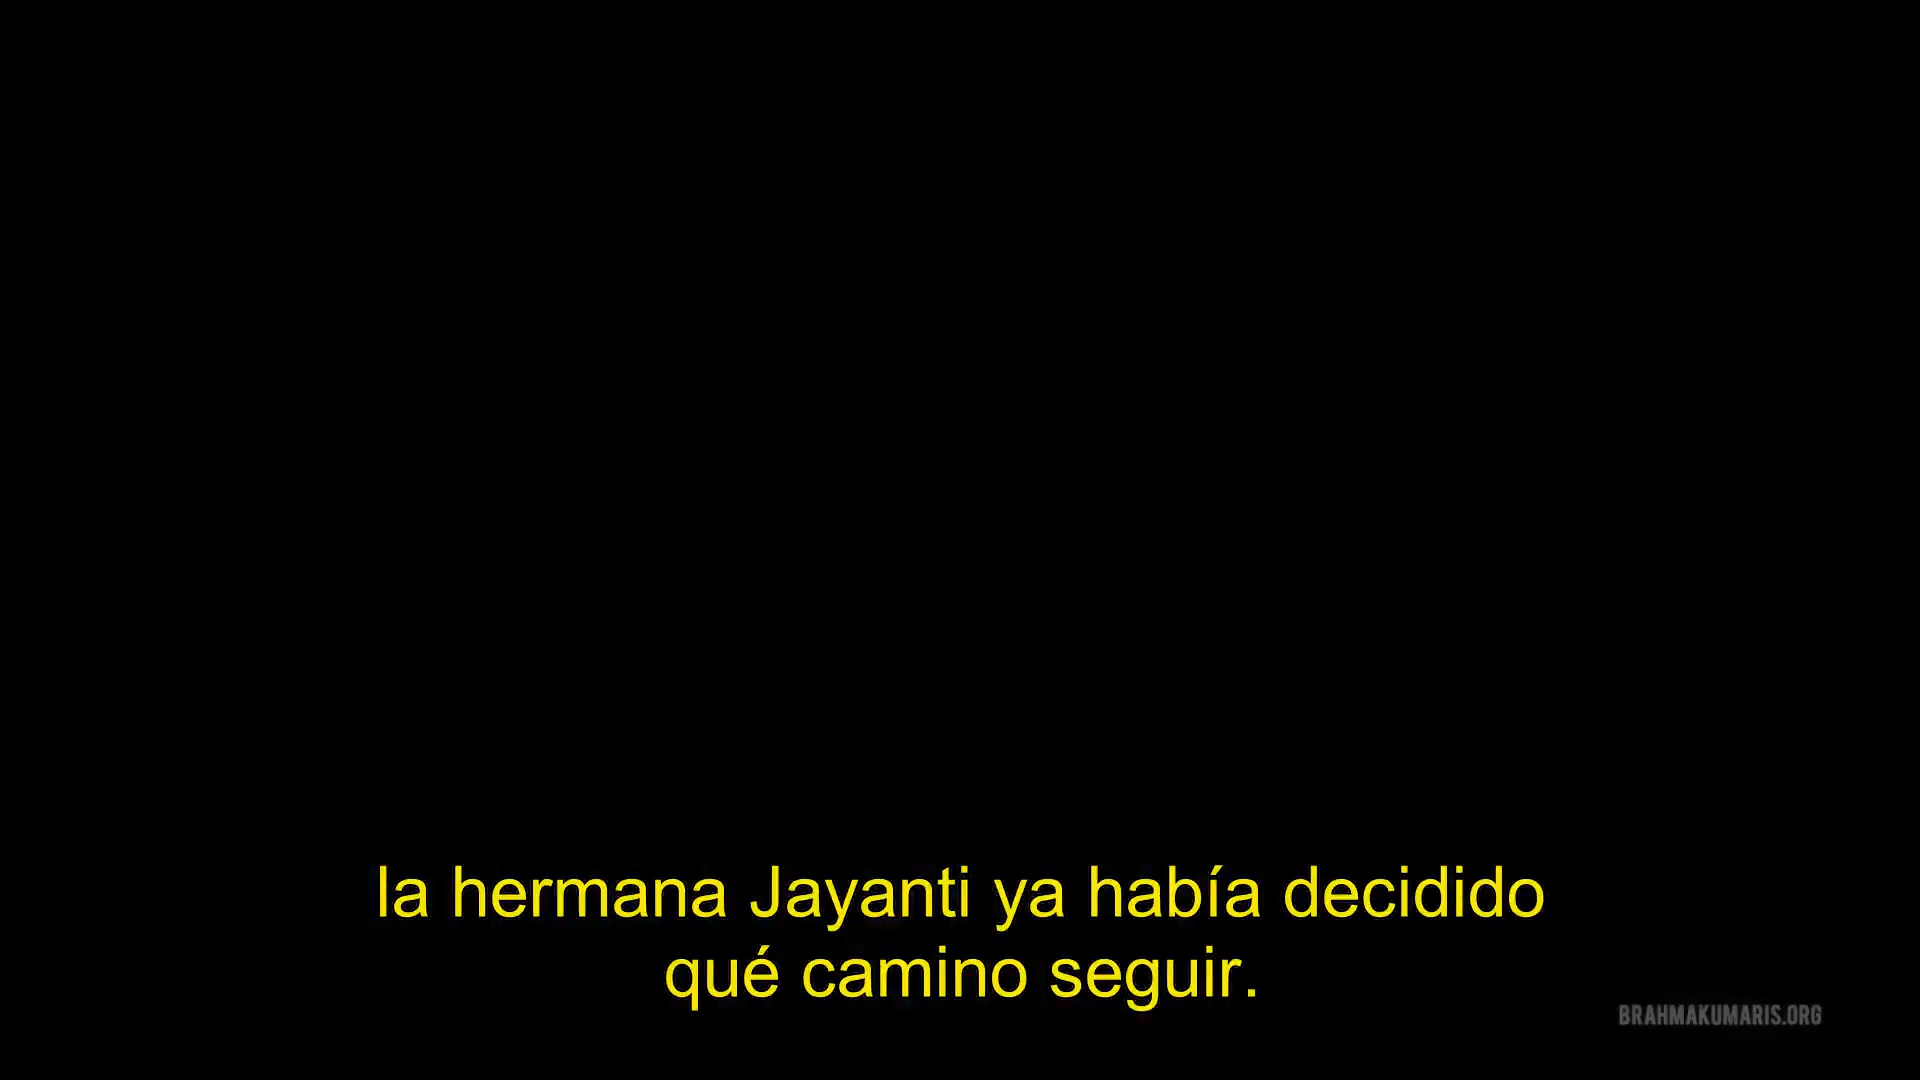 la hermana Jayanti ya había decidido
qué camino seguir.
BRAHMAKUMARIS.ORG